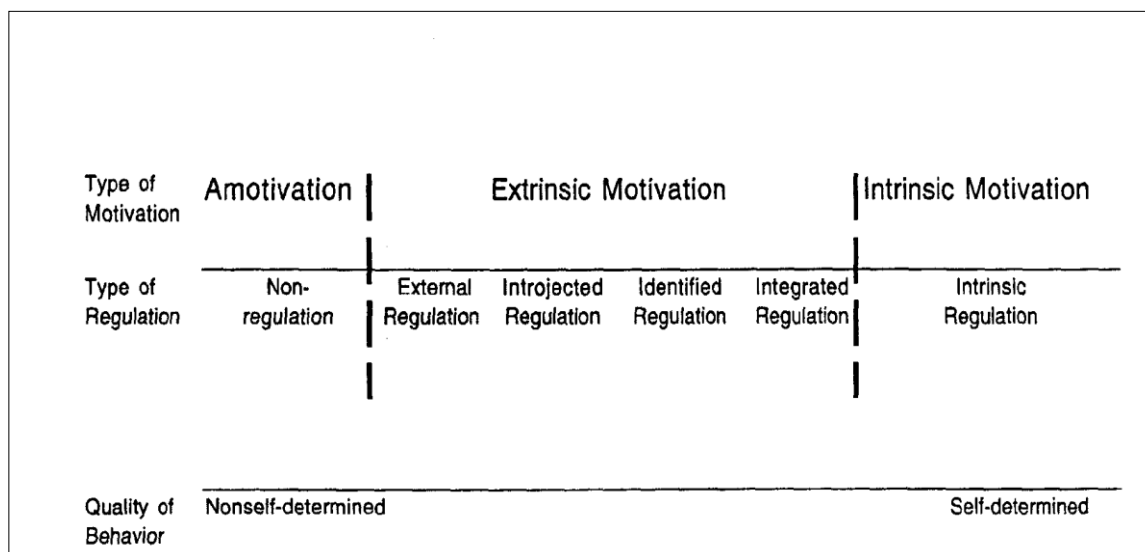 Type of Motivation Amotivation Extrinsic Motivation Intrinsic Motivation
Type of Regulation Non-regulation External Regulation Introjected Regulation Identified Regulation Integrated Regulation Intrinsic Regulation
Quality of Behavior Nonself-determined Self-determined